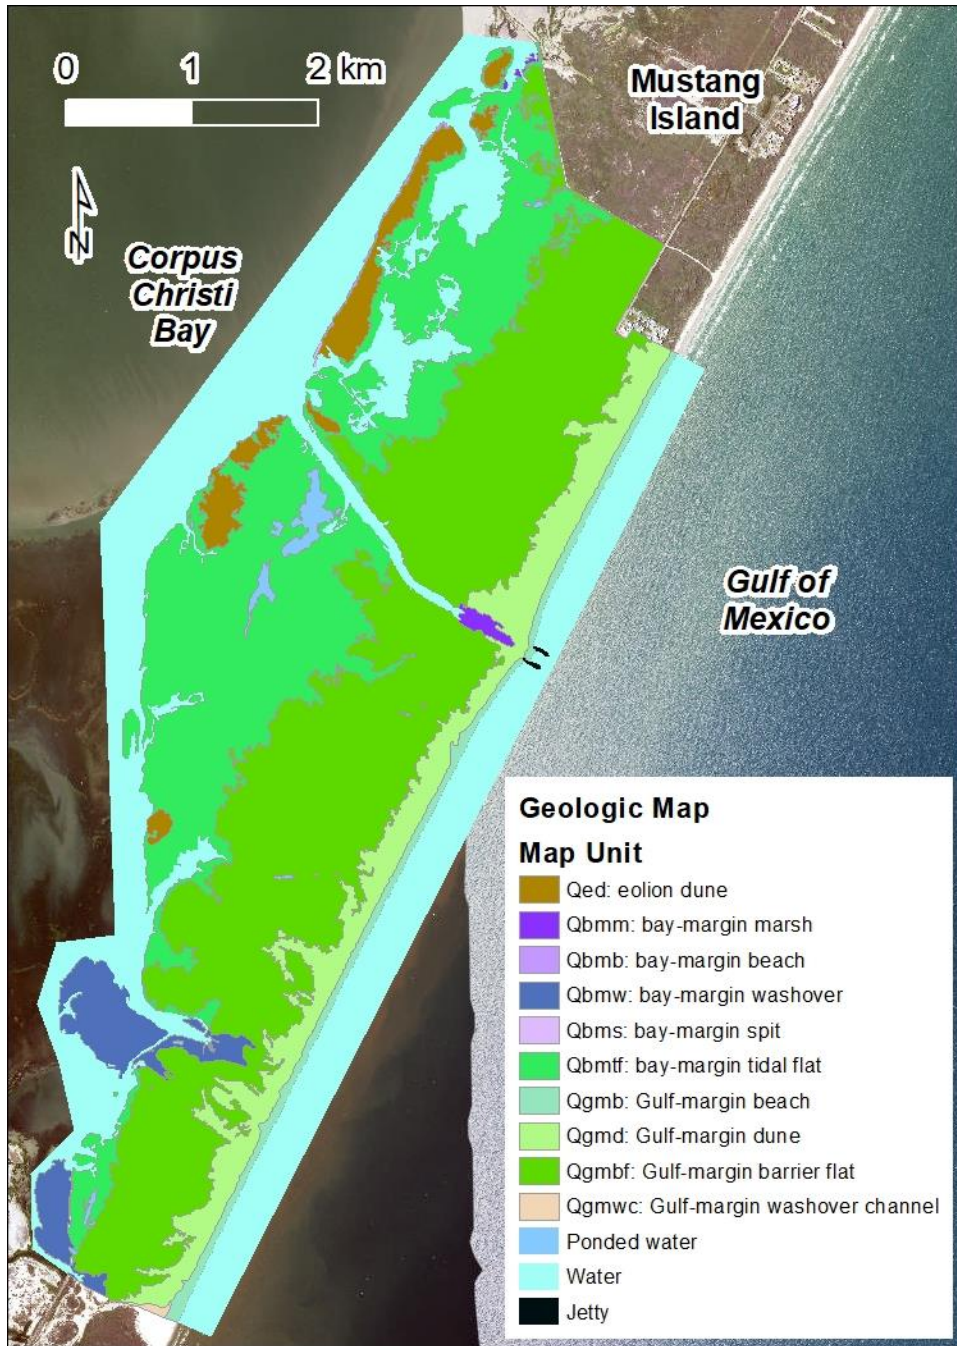 0 1 2 km
Mustang
Island
N
Corpus
Christi
Bay
Gulf of
Mexico
Geologic Map
Map Unit
Qed: eolion dune
Qbmm: bay-margin marsh
Qbmb: bay-margin beach
Qbmw: bay-margin washover
Qbms: bay-margin spit
Qbmtf: bay-margin tidal flat
Qgmb: Gulf-margin beach
Qgmd: Gulf-margin dune
Qgmbf: Gulf-margin barrier flat
Qgmwc: Gulf-margin washover channel
Ponded water
Water
Jetty